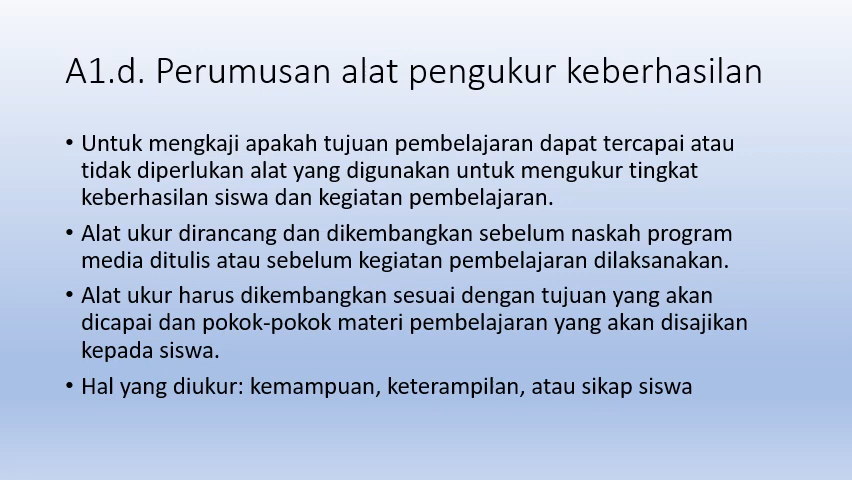 A1.d. Perumusan alat pengukur keberhasilan
• Untuk mengkaji apakah tujuan pembelajaran dapat tercapai atau
tidak diperlukan alat yang digunakan untuk mengukur tingkat
keberhasilan siswa dan kegiatan pembelajaran.
• Alat ukur dirancang dan dikembangkan sebelum naskah program
media ditulis atau sebelum kegiatan pembelajaran dilaksanakan.
• Alat ukur harus dikembangkan sesuai dengan tujuan yang akan
dicapai dan pokok-pokok materi pembelajaran yang akan disajikan
kepada siswa.
• Hal yang diukur: kemampuan, keterampilan, atau sikap siswa